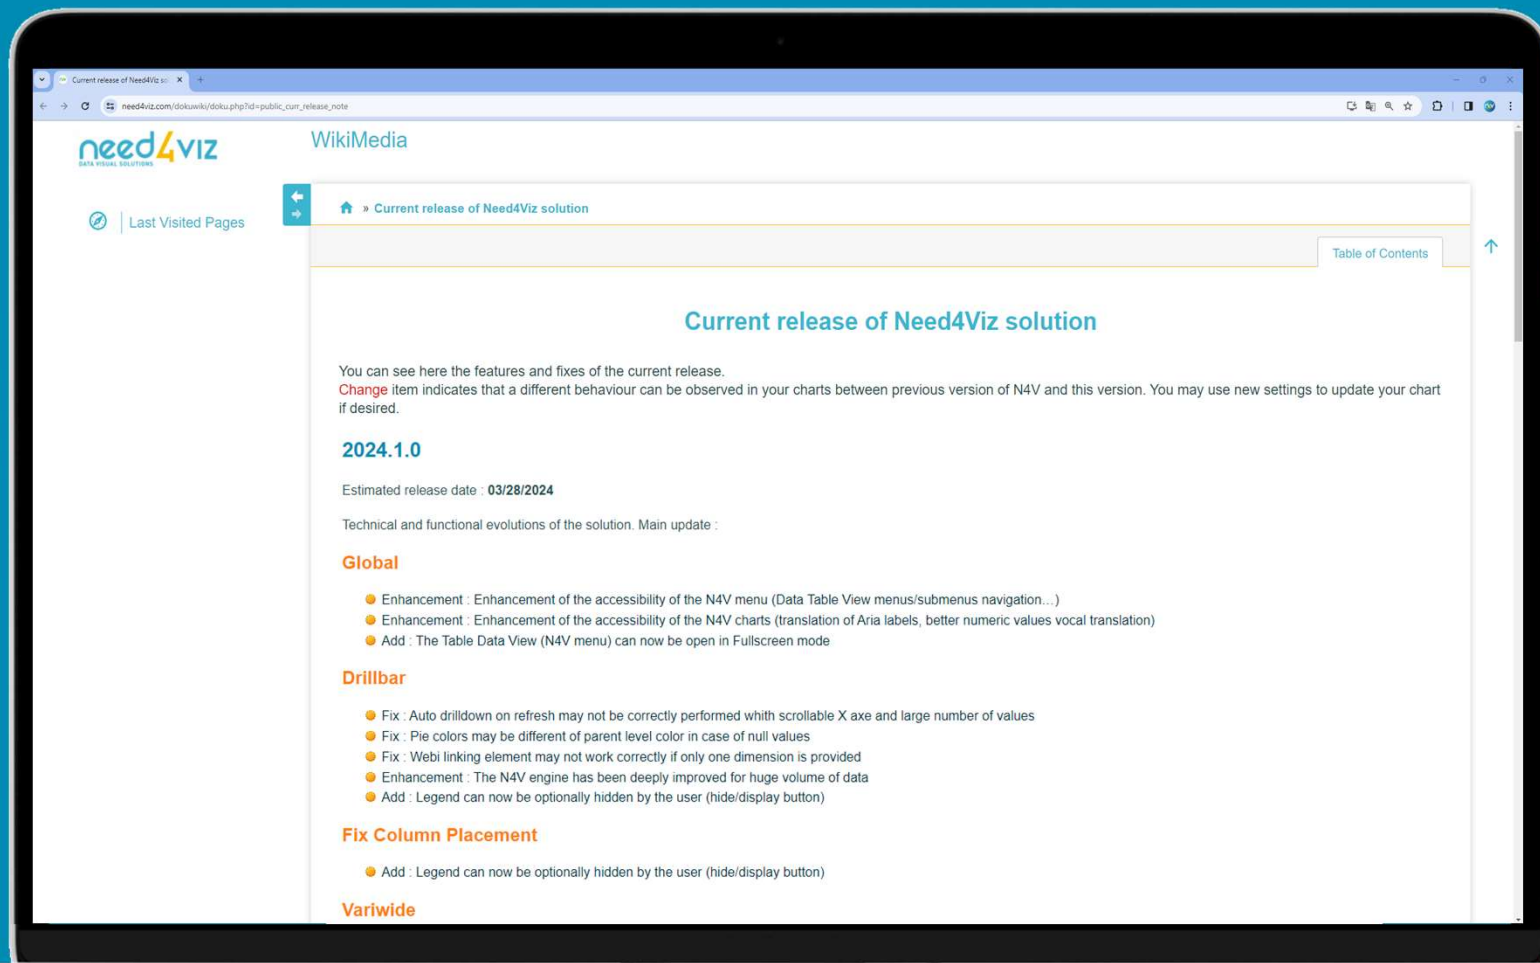 Current release of Need4Viz so
need4viz.com/dokuwiki/doku.php?id=public_curr_release_note
need4viz
DATA VISUAL SOLUTIONS
WikiMedia
Last Visited Pages
» Current release of Need4Viz solution
Table of Contents
Current release of Need4Viz solution
You can see here the features and fixes of the current release.
Change item indicates that a different behaviour can be observed in your charts between previous version of N4V and this version. You may use new settings to update your chart
if desired.
2024.1.0
Estimated release date : 03/28/2024
Technical and functional evolutions of the solution. Main update :
Global
Enhancement : Enhancement of the accessibility of the N4V menu (Data Table View menus/submenus navigation…)
Enhancement : Enhancement of the accessibility of the N4V charts (translation of Aria labels, better numeric values vocal translation)
Add : The Table Data View (N4V menu) can now be open in Fullscreen mode
Drillbar
Fix : Auto drilldown on refresh may not be correctly performed whith scrollable X axe and large number of values
Fix : Pie colors may be different of parent level color in case of null values
Fix : Webi linking element may not work correctly if only one dimension is provided
Enhancement : The N4V engine has been deeply improved for huge volume of data
Add : Legend can now be optionally hidden by the user (hide/display button)
Fix Column Placement
Add : Legend can now be optionally hidden by the user (hide/display button)
Variwide